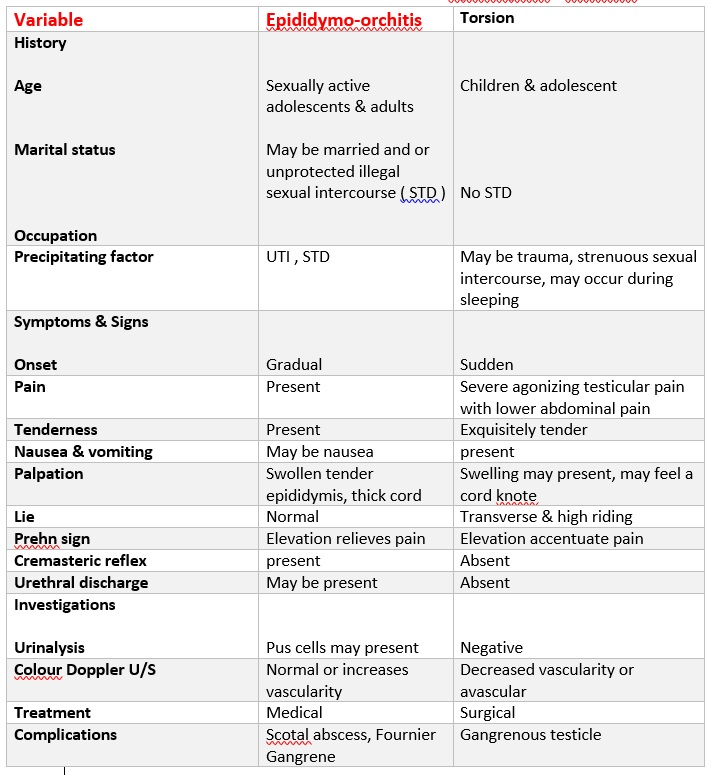 Variable Epididymo-orchitis Torsion
History
Age Sexually active Children & adolescent
adolescents & adults
Marital status May be married and or
unprotected illegal
sexual intercourse ( STD ) No STD
Occupation
Precipitating factor UTI , STD May be trauma, strenuous sexual
intercourse, may occur during
sleeping
Symptoms & Signs
Onset Gradual Sudden
Pain Present Severe agonizing testicular pain
with lower abdominal pain
Tenderness Present Exquisitely tender
Nausea & vomiting May be nausea present
Palpation Swollen tender Swelling may present, may feel a
epididymis, thick cord cord knote
Lie Normal Transverse & high riding
Prehn sign Elevation relieves pain Elevation accentuate pain
Cremasteric reflex present Absent
Urethral discharge May be present Absent
Investigations
Urinalysis Pus cells may present Negative
Colour Doppler U/S Normal or increases Decreased vascularity or
vascularity avascular
Treatment Medical Surgical
Complications Scotal abscess, Fournier Gangrenous testicle
Gangrene